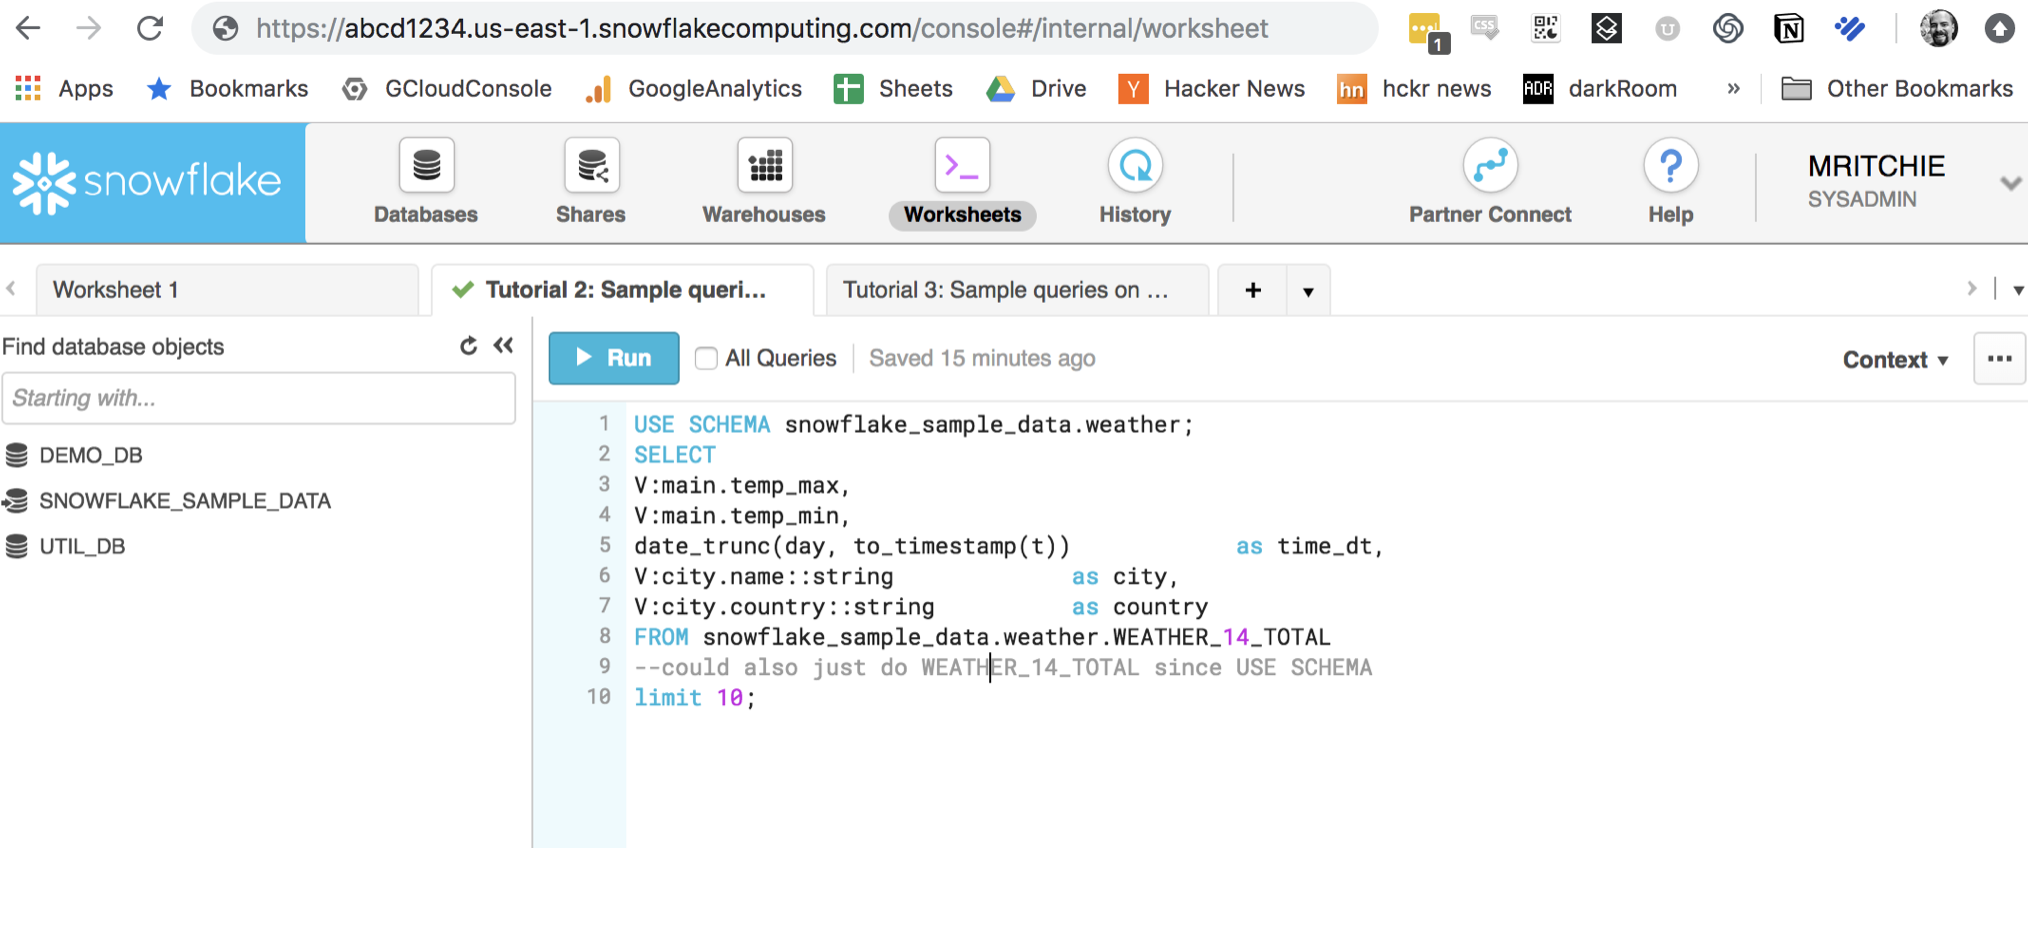 https://abcd1234.us-east-1.snowflakecomputing.com/console#/internal/worksheet
1
CSS
U
N
Apps Bookmarks GCloudConsole GoogleAnalytics Sheets Drive Y Hacker News hn hckr news ADR darkRoom » Other Bookmarks
snowflake
Databases Shares Warehouses Worksheets History Partner Connect Help
MRITCHIE
SYSADMIN
Worksheet 1 Tutorial 2: Sample queri... Tutorial 3: Sample queries on ... +
Find database objects
Run All Queries Saved 15 minutes ago Context
Starting with...
DEMO_DB
SNOWFLAKE_SAMPLE_DATA
UTIL_DB
1 USE SCHEMA snowflake_sample_data.weather;
2 SELECT
3 V:main.temp_max,
4 V:main.temp_min,
5 date_trunc(day, to_timestamp(t)) as time_dt,
6 V:city.name::string as city,
7 V:city.country::string as country
8 FROM snowflake_sample_data.weather.WEATHER_14_TOTAL
9 --could also just do WEATHER_14_TOTAL since USE SCHEMA
10 limit 10;